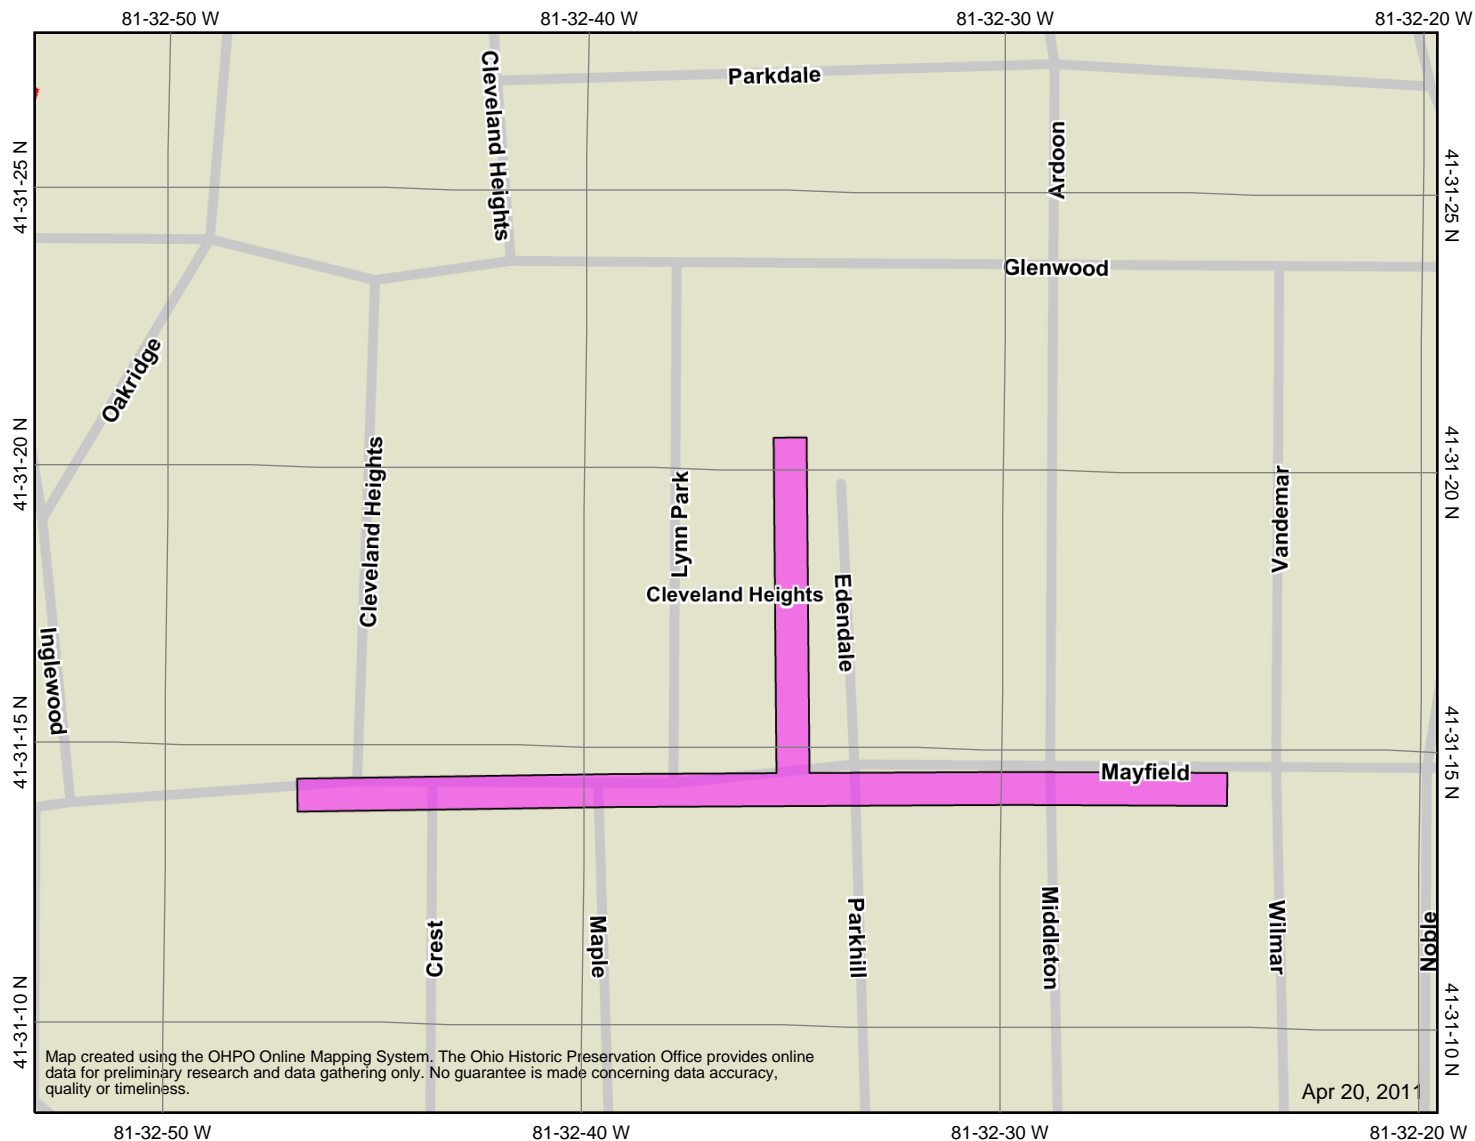 81-32-50 W
81-32-40 W
81-32-30 W
81-32-20 W
Cleveland Heights
Parkdale
Ardoon
41-31-25 N
41-31-25 N
Glenwood
Oakridge
Cleveland Heights
41-31-20 N
41-31-20 N
Lynn Park
Vandemar
Cleveland Heights
Edendale
Inglewood
41-31-15 N
41-31-15 N
Mayfield
Crest
Maple
Parkhill
Middleton
Wilmar
Noble
41-31-10 N
41-31-10 N
Map created using the OHPO Online Mapping System. The Ohio Historic Preservation Office provides online
data for preliminary research and data gathering only. No guarantee is made concerning data accuracy,
quality or timeliness.
Apr 20, 2011
81-32-50 W
81-32-40 W
81-32-30 W
81-32-20 W